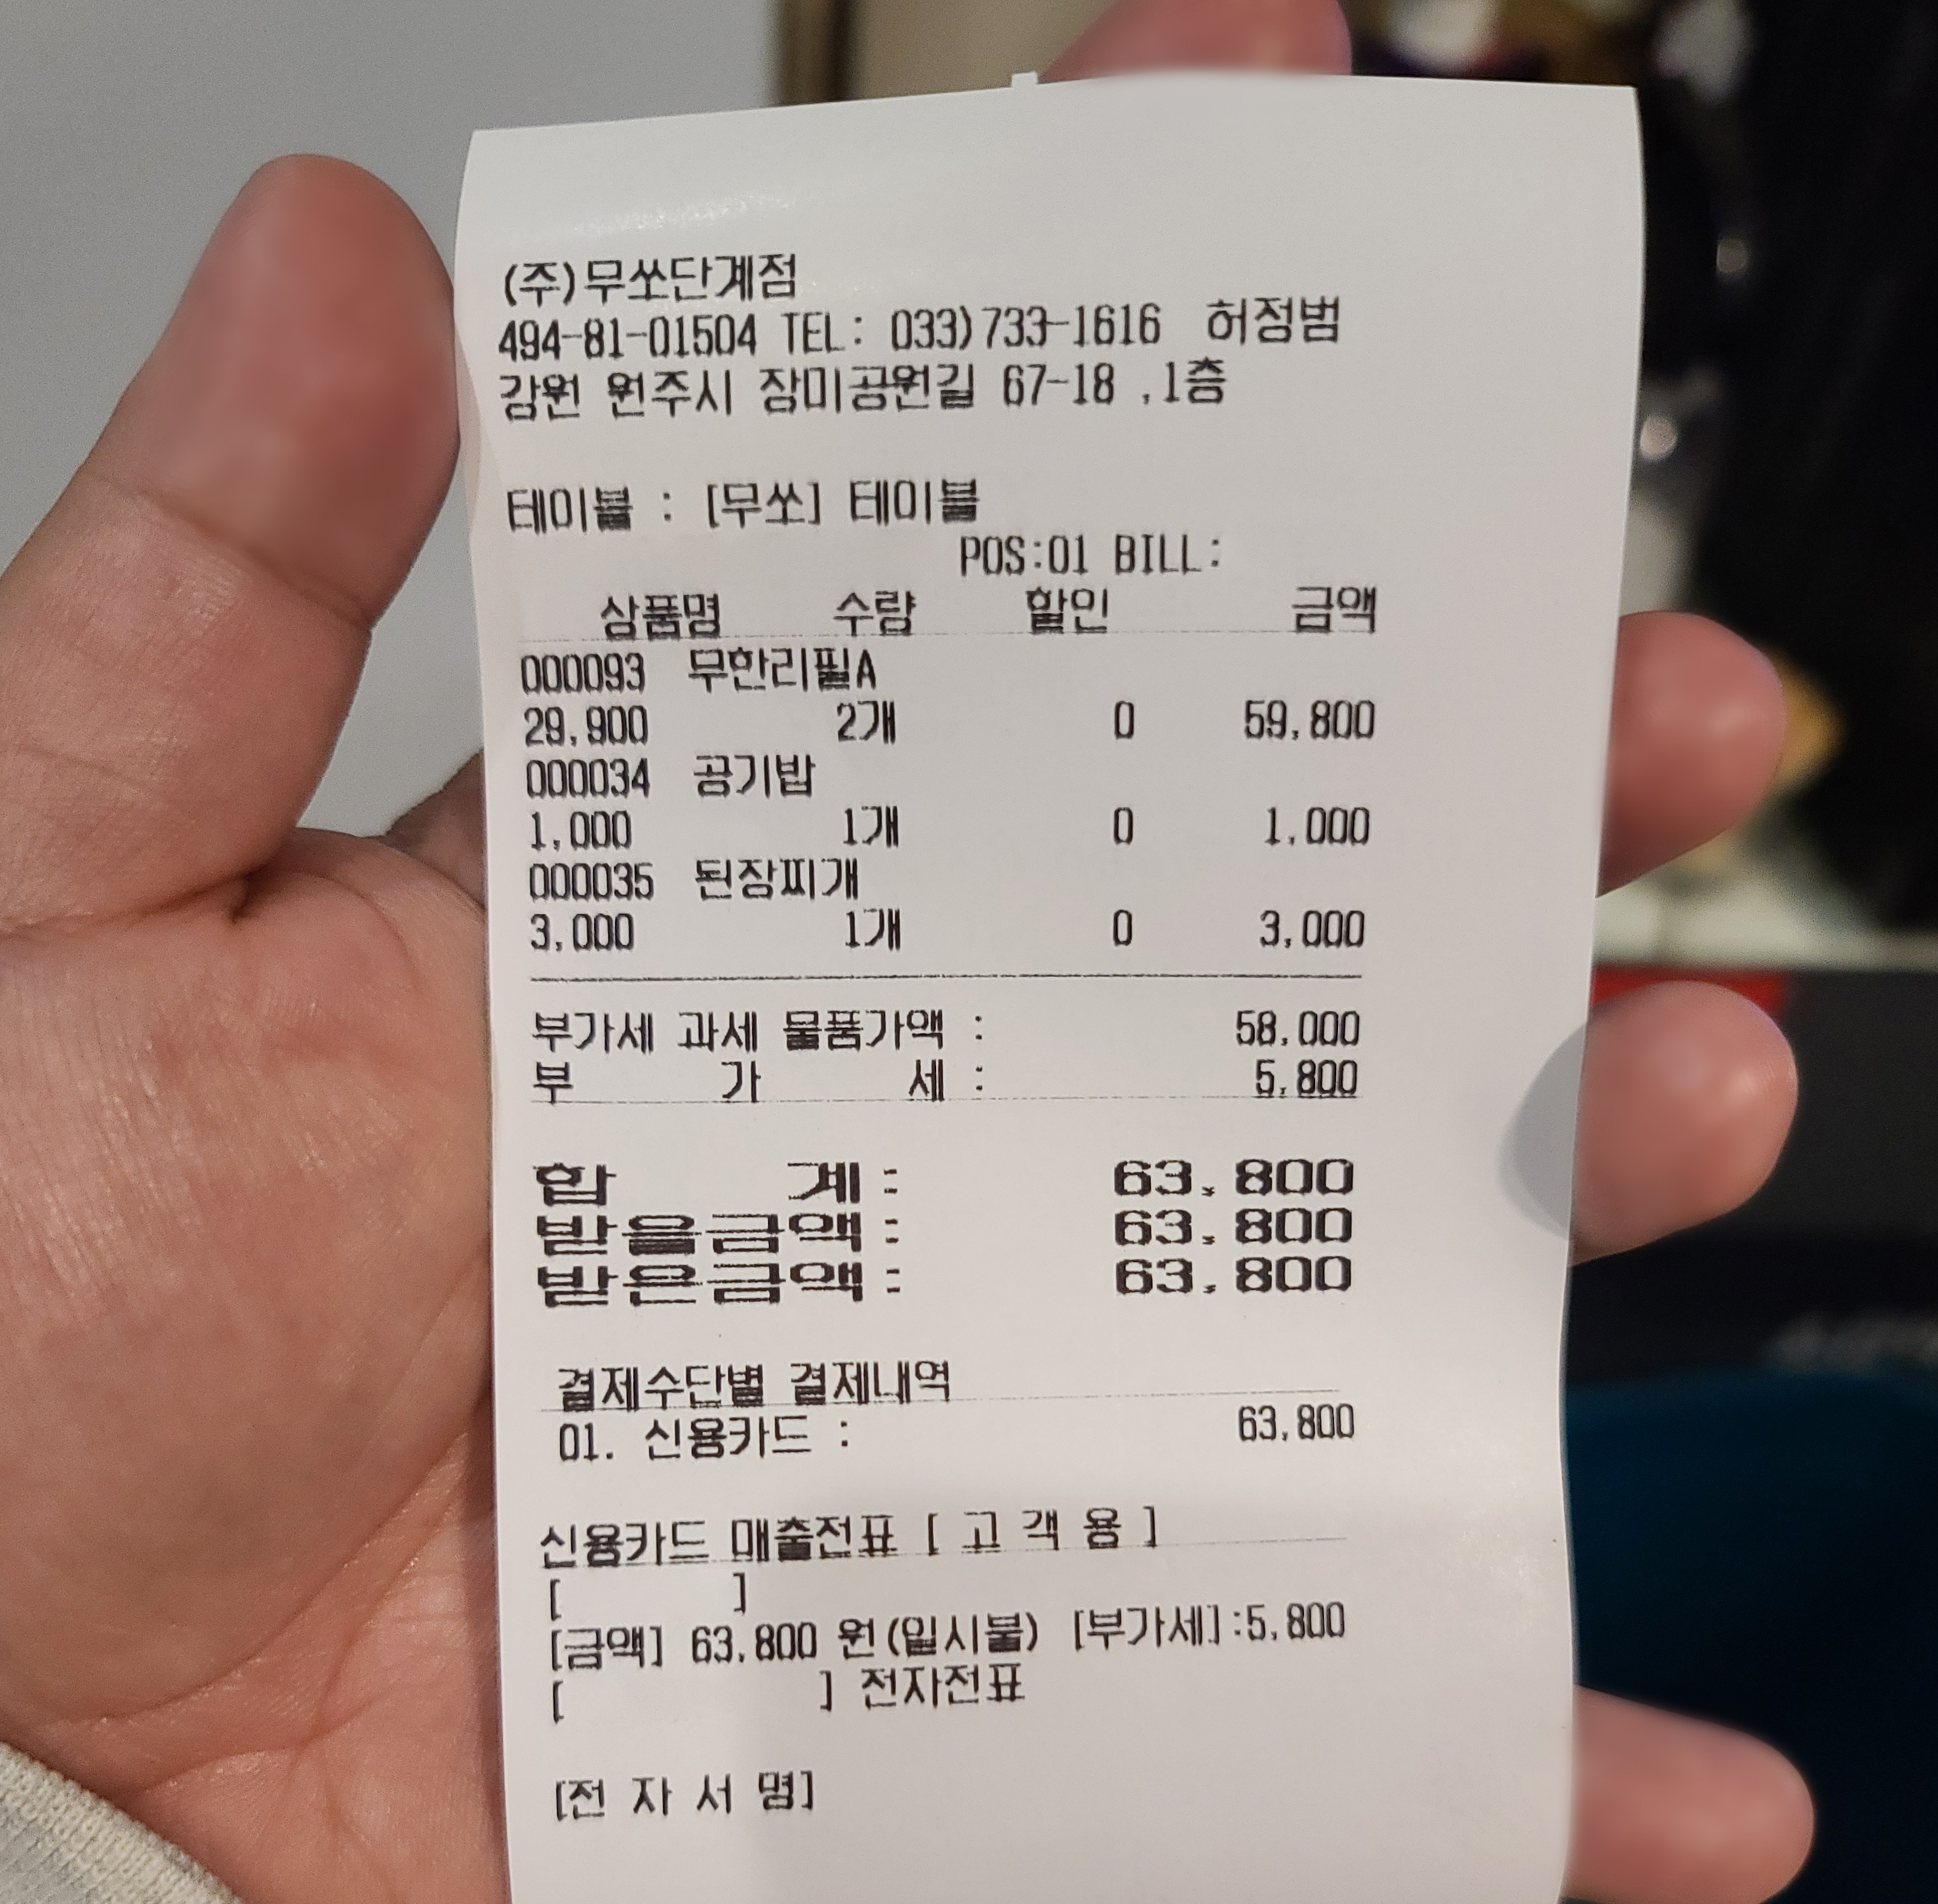 (주)무쏘단계점
494-81-01504 TEL: 033)733-1616 허정범
강원 원주시 장미공원길 67-18 ,1층
테이블 : [무쏘] 테이블
POS:01 BILL:
상품명 수량 할인 금액
000093 무한리필A
29,900 2개 0 59,800
000034 공기밥
1,000 1개 0 1,000
000035 된장찌개
3,000 1개 0 3,000
부가세 과세 물품가액 : 58,000
부 가 세 : 5,800
합 계 : 63,800
받을금액 : 63,800
받은금액 : 63,800
결제수단별 결제내역
01. 신용카드 : 63,800
신용카드 매출전표 [ 고 객 용 ]
[ ]
[금액] 63,800 원(일시불) [부가세]:5,800
[ ] 전자전표
[전 자 서 명]